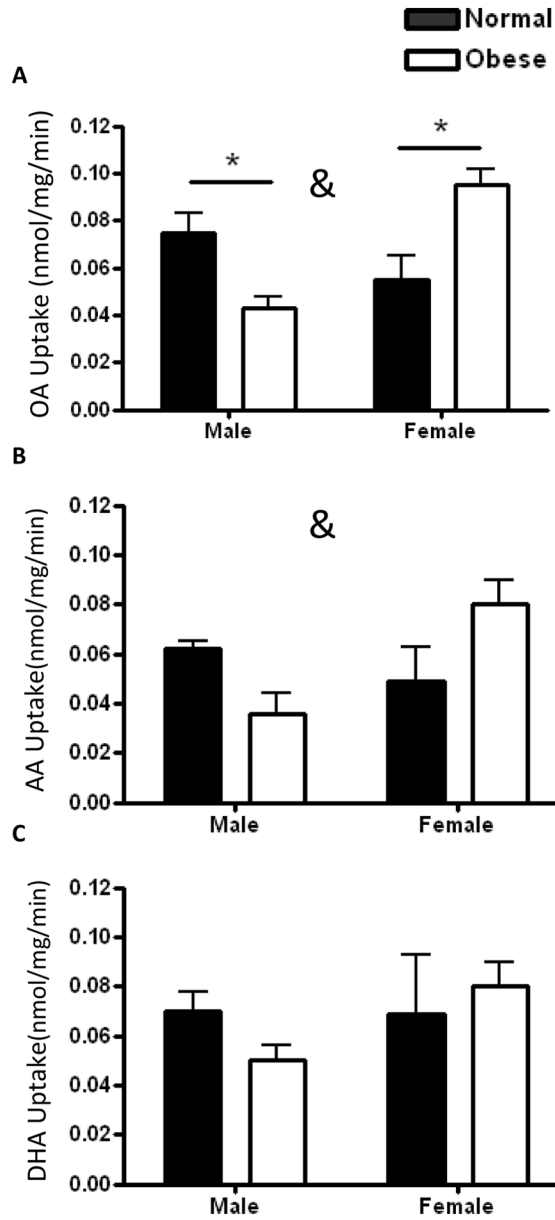 Normal
Obese
A
OA Uptake (nmol/mg/min)
0.12
0.10
0.08
0.06
0.04
0.02
0.00
*
&
*
Male Female
B
AA Uptake(nmol/mg/min)
0.12
0.10
0.08
0.06
0.04
0.02
0.00
&
Male Female
C
DHA Uptake(nmol/mg/min)
0.12
0.10
0.08
0.06
0.04
0.02
0.00
Male Female